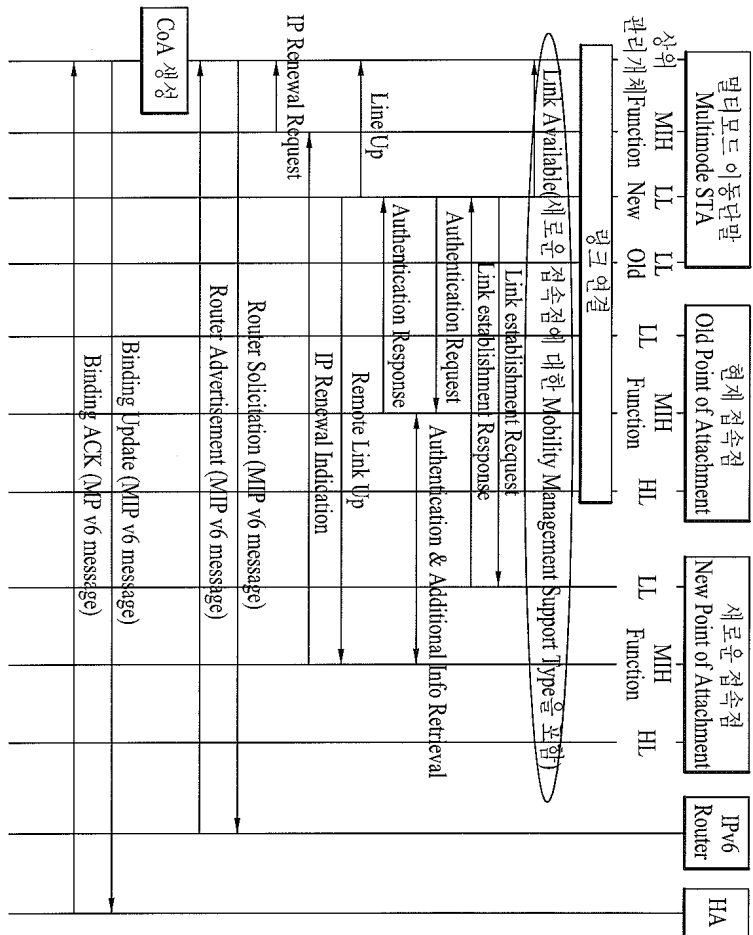 멀티모드 이동단말
Multimode STA
현재 접속점
Old Point of Attachment
새로운 접속점
New Point of Attachment
IPv6
Router
HA
상위
관리개체
MIH
Function
LL
New
LL
Old
LL
MIH
Function
HL
LL
MIH
Function
HL
링크 연결
Link Available(새로운 접속점에 대한 Mobility Management Support Type을 포함)
Link establishment Request
Link establishment Response
Authentication Request
Authentication & Additional Info Retrieval
Authentication Response
Line Up
Remote Link Up
IP Renewal Indication
IP Renewal Request
Router Solicitation (MIP v6 message)
Router Advertisement (MIP v6 message)
CoA 생성
Binding Update (MIP v6 message)
Binding ACK (MP v6 message)